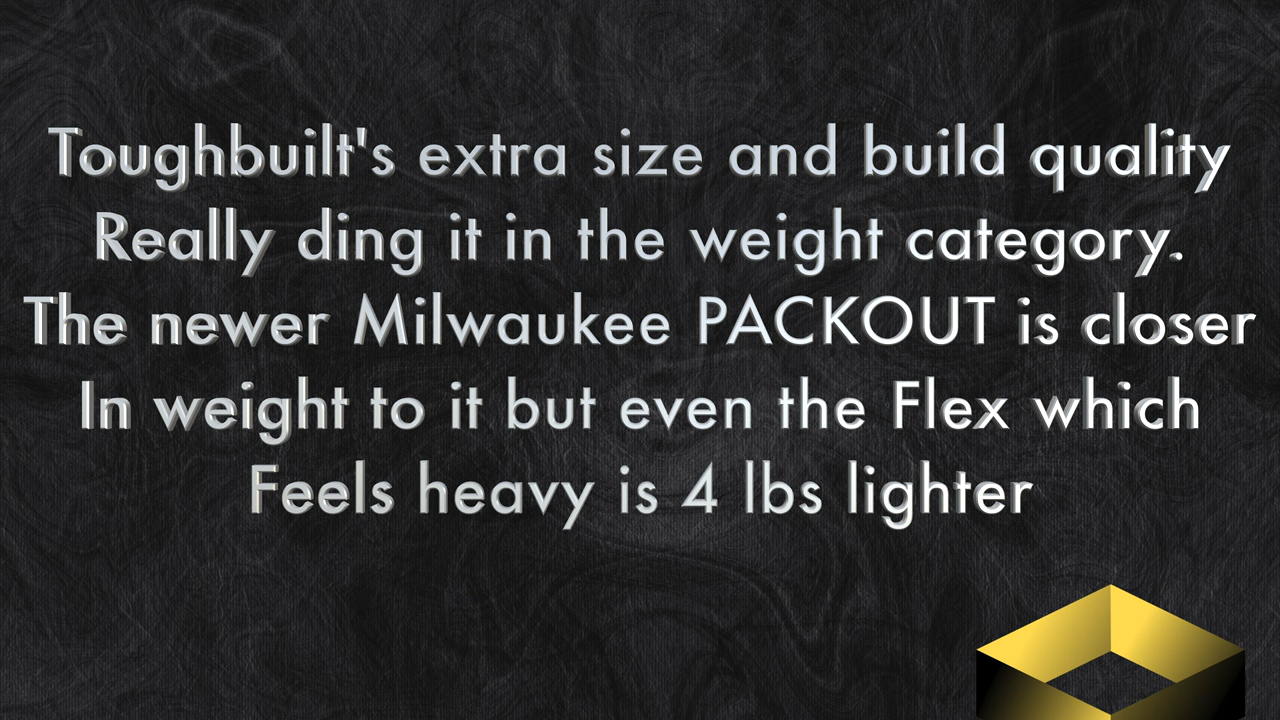 Toughbuilt's extra size and build quality
Really ding it in the weight category.
The newer Milwaukee PACKOUT is closer
In weight to it but even the Flex which
Feels heavy is 4 lbs lighter